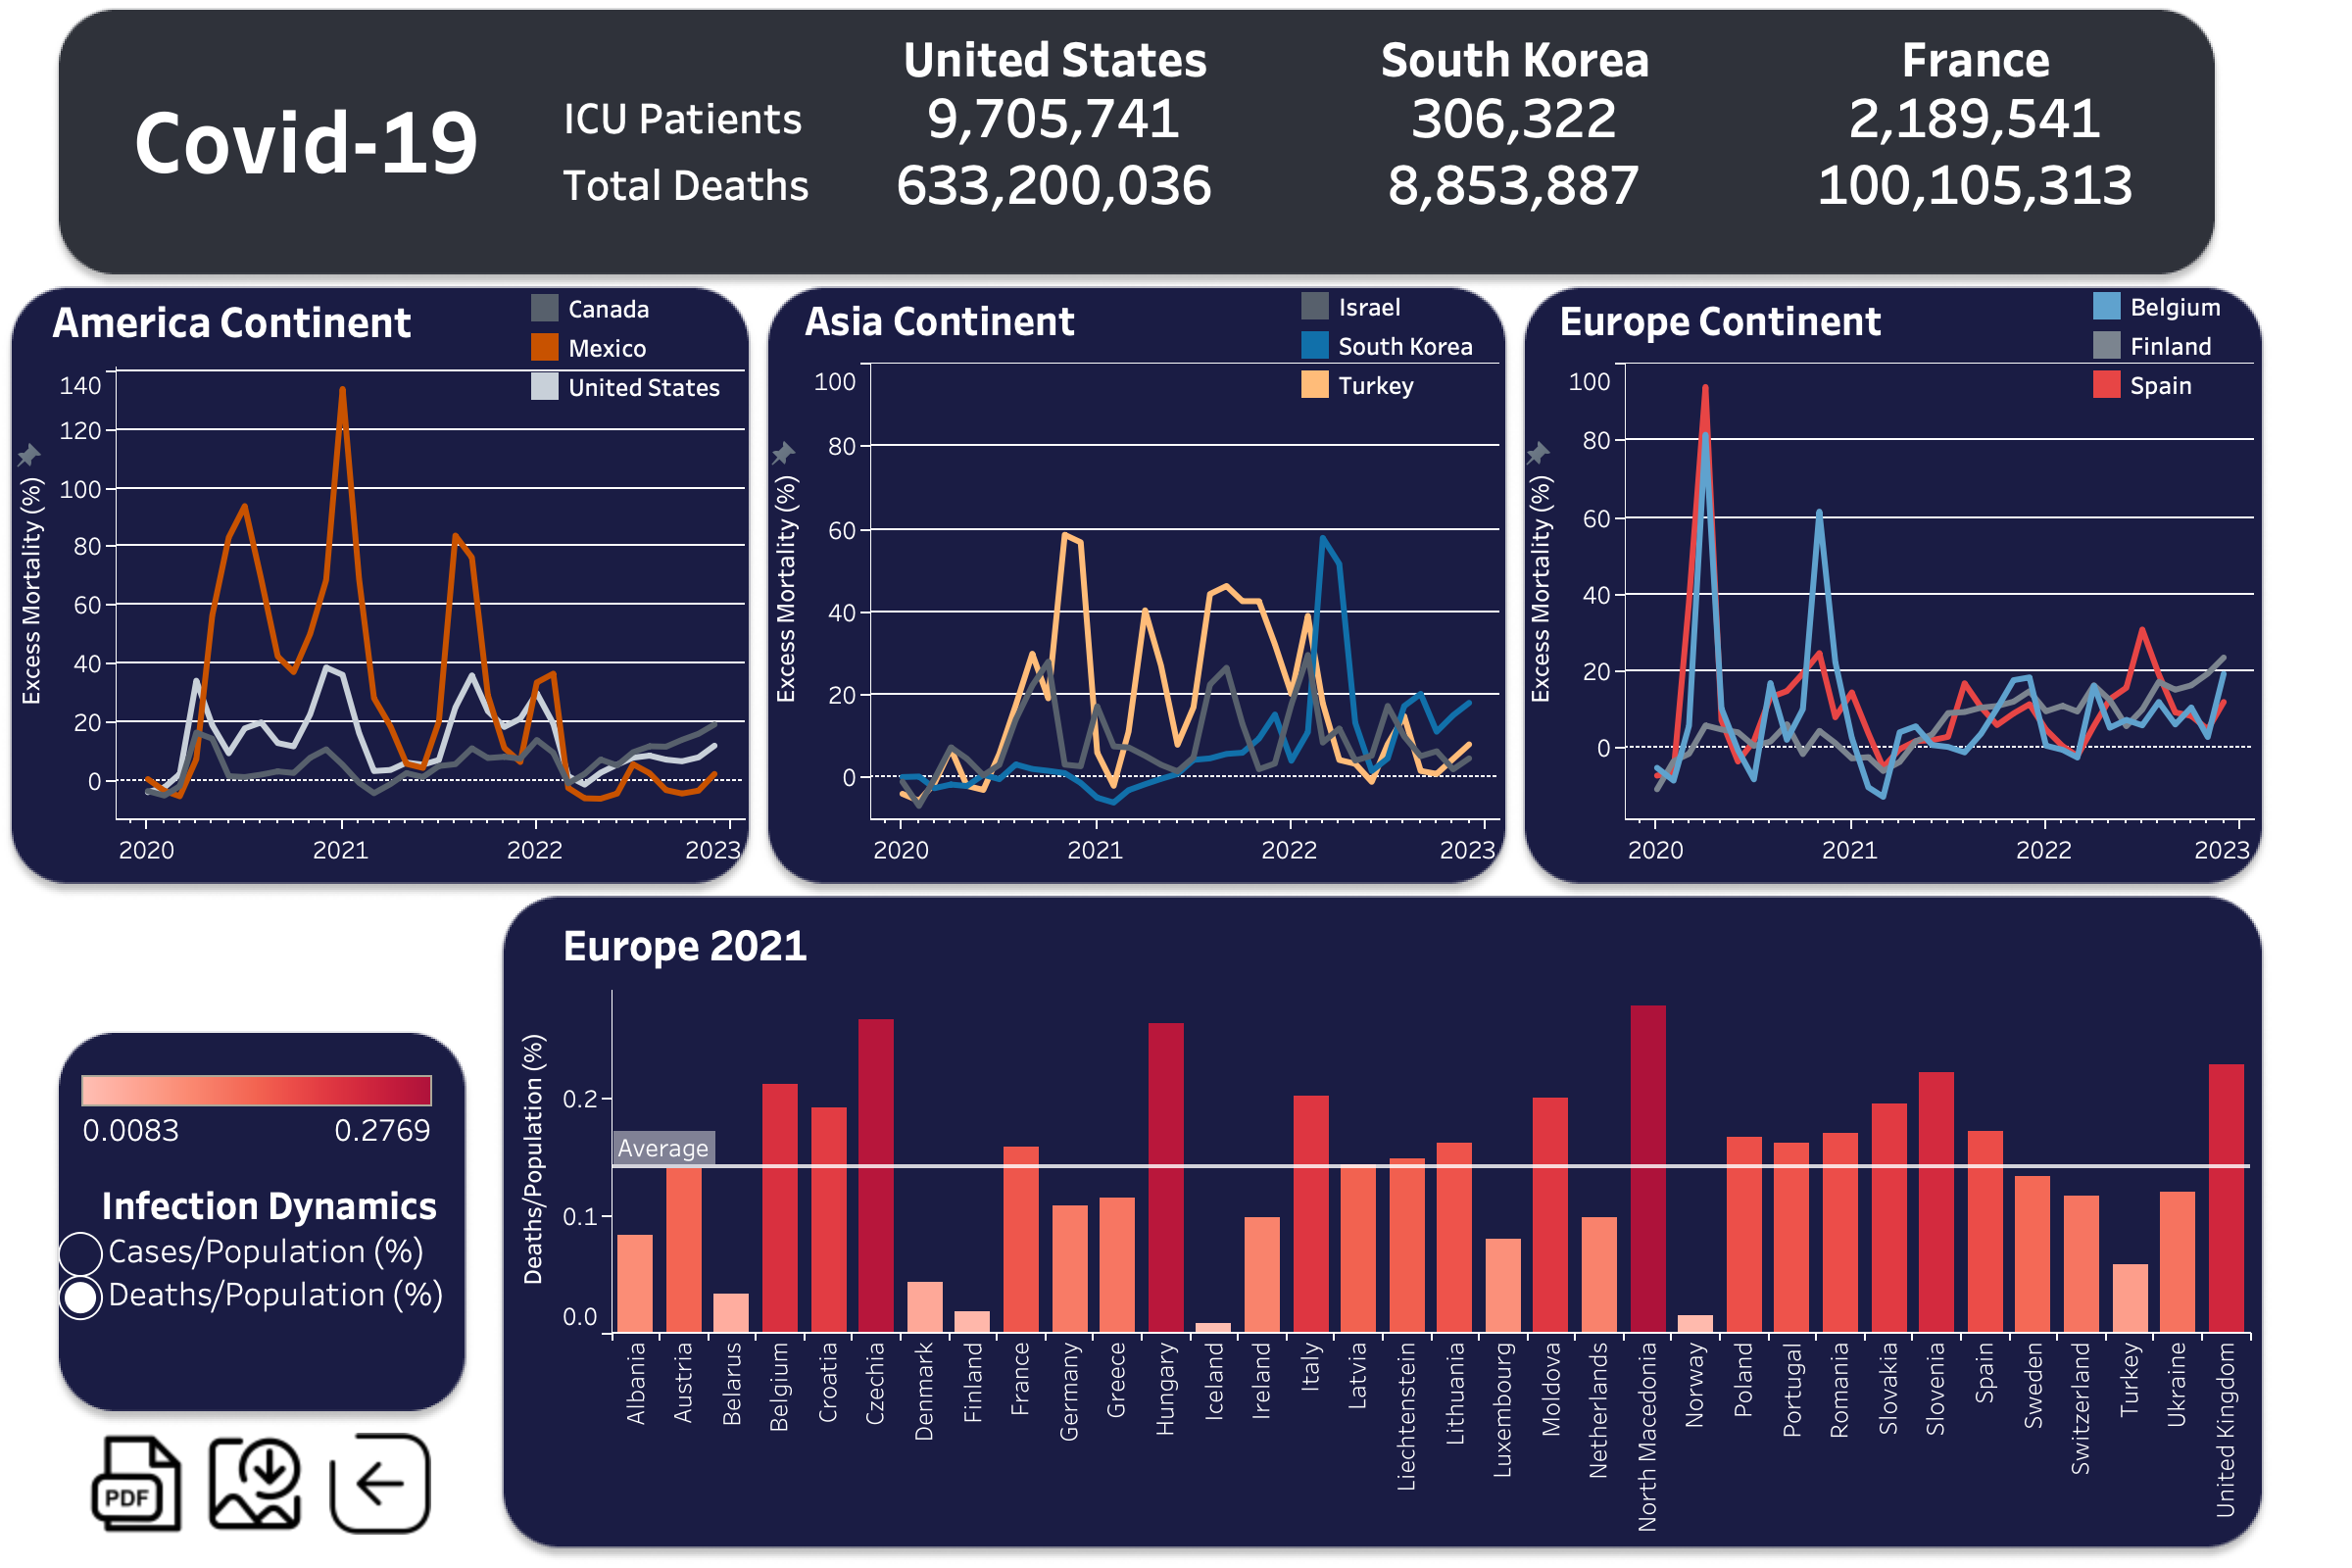 Covid-19
United States South Korea France
ICU Patients 9,705,741 306,322 2,189,541
Total Deaths 633,200,036 8,853,887 100,105,313
America Continent
Canada
Mexico
United States
Excess Mortality (%)
140
120
100
80
60
40
20
0
2020 2021 2022 2023
Asia Continent
Israel
South Korea
Turkey
Excess Mortality (%)
100
80
60
40
20
0
2020 2021 2022 2023
Europe Continent
Belgium
Finland
Spain
Excess Mortality (%)
100
80
60
40
20
0
2020 2021 2022 2023
0.0083 0.2769
Infection Dynamics
Cases/Population (%)
Deaths/Population (%)
PDF
Europe 2021
Deaths/Population (%)
0.2
Average
0.1
0.0
Albania
Austria
Belarus
Belgium
Croatia
Czechia
Denmark
Finland
France
Germany
Greece
Hungary
Iceland
Ireland
Italy
Latvia
Liechtenstein
Lithuania
Luxembourg
Moldova
Netherlands
North Macedonia
Norway
Poland
Portugal
Romania
Slovakia
Slovenia
Spain
Sweden
Switzerland
Turkey
Ukraine
United Kingdom